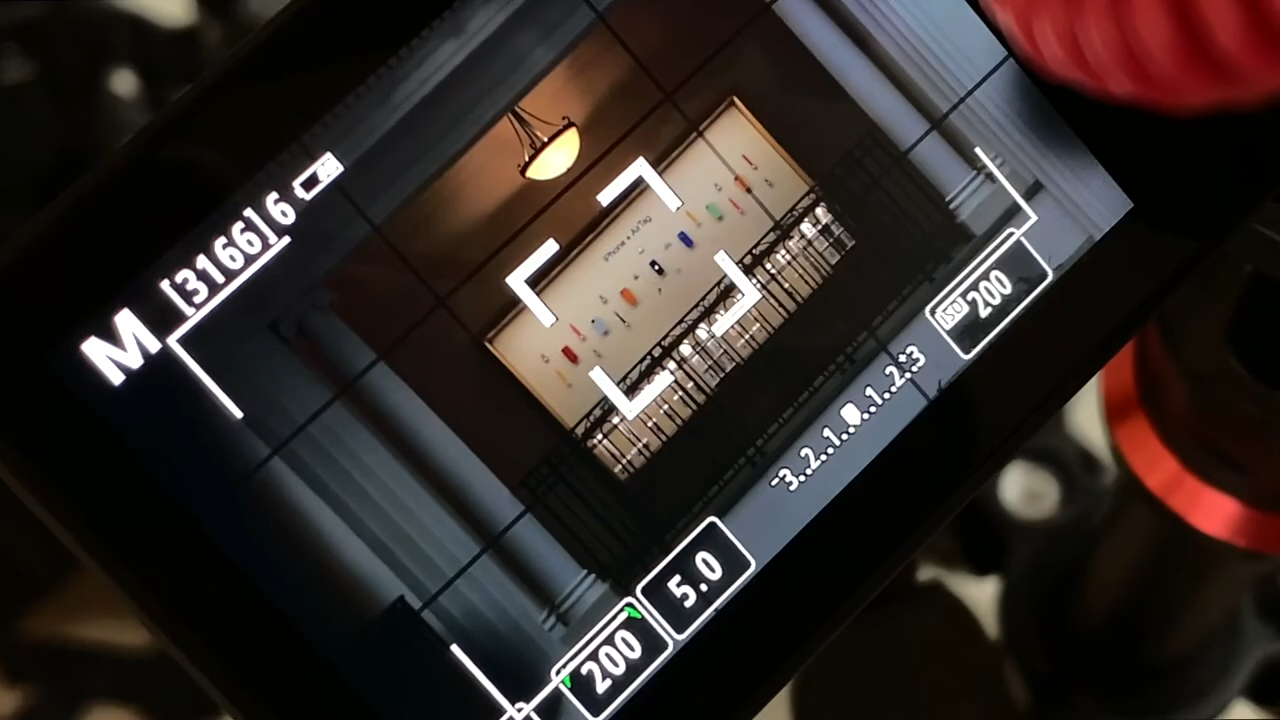 M [3166] 6
iPhone + AirTag
-3..2..1..0..1..2..+3
ISO 200
200 5.0